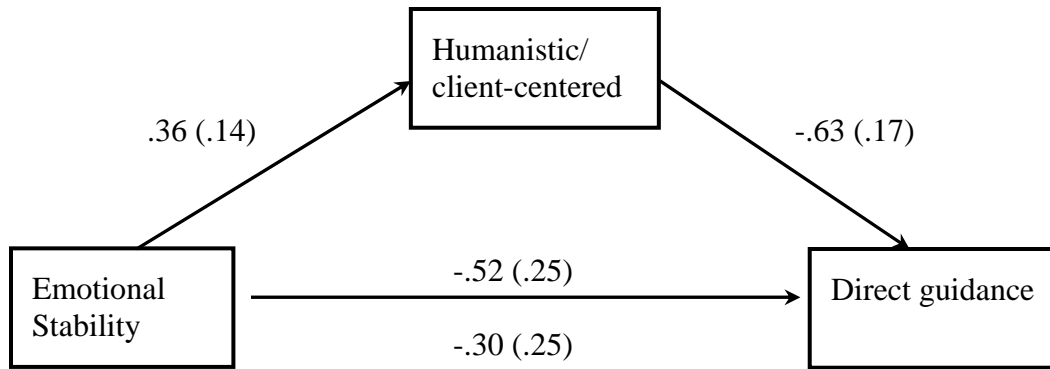 Humanistic/
client-centered
.36 (.14)
-.63 (.17)
Emotional
Stability
-.52 (.25)
-.30 (.25)
Direct guidance